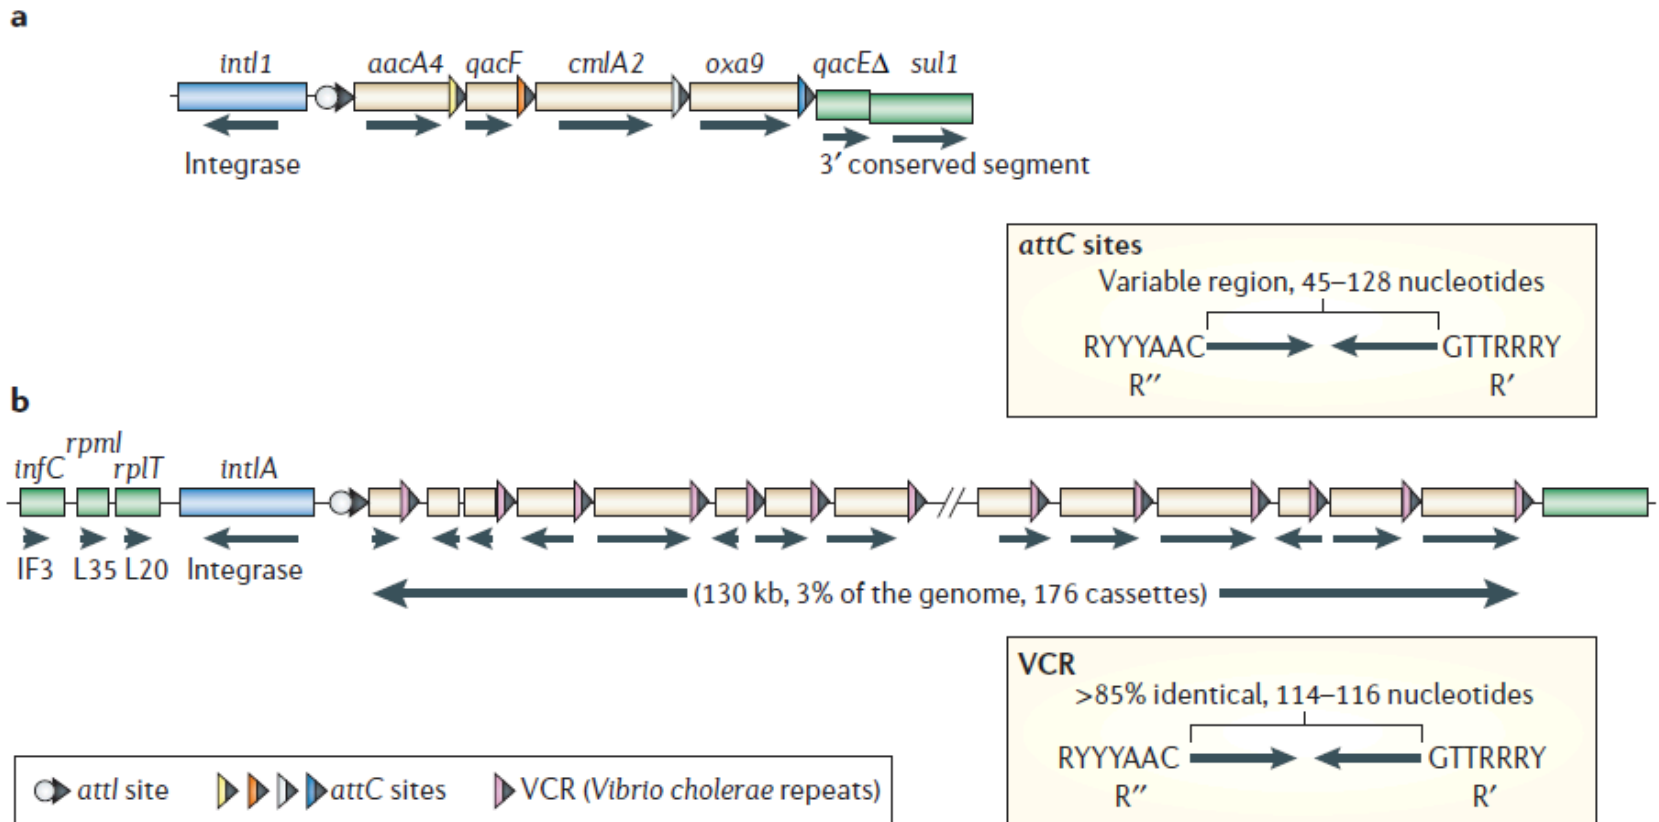 a
intI1 aacA4 qacF cmlA2 oxa9 qacEΔ sul1
Integrase 3′ conserved segment
attC sites
Variable region, 45–128 nucleotides
RYYYAAC GTTRRRY
R″ R′
b
infC rpmI rplT intIA
IF3 L35 L20 Integrase
(130 kb, 3% of the genome, 176 cassettes)
VCR
>85% identical, 114–116 nucleotides
RYYYAAC GTTRRRY
R″ R′
attI site attC sites VCR (Vibrio cholerae repeats)